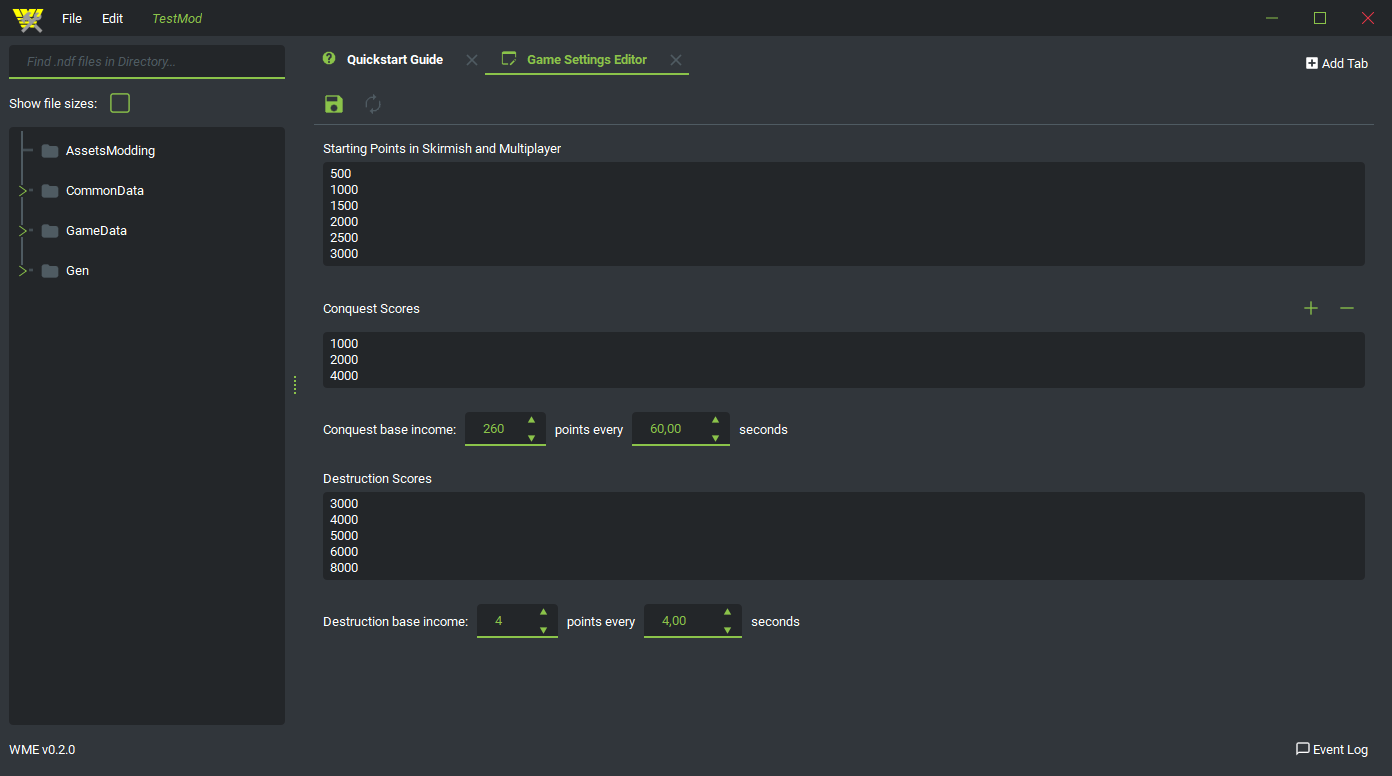 File Edit TestMod
Find .ndf files in Directory...
Quickstart Guide
Game Settings Editor
Add Tab
Show file sizes:
AssetsModding
CommonData
GameData
Gen
Starting Points in Skirmish and Multiplayer
500
1000
1500
2000
2500
3000
Conquest Scores
1000
2000
4000
Conquest base income: 260 points every 60,00 seconds
Destruction Scores
3000
4000
5000
6000
8000
Destruction base income: 4 points every 4,00 seconds
WME v0.2.0
Event Log